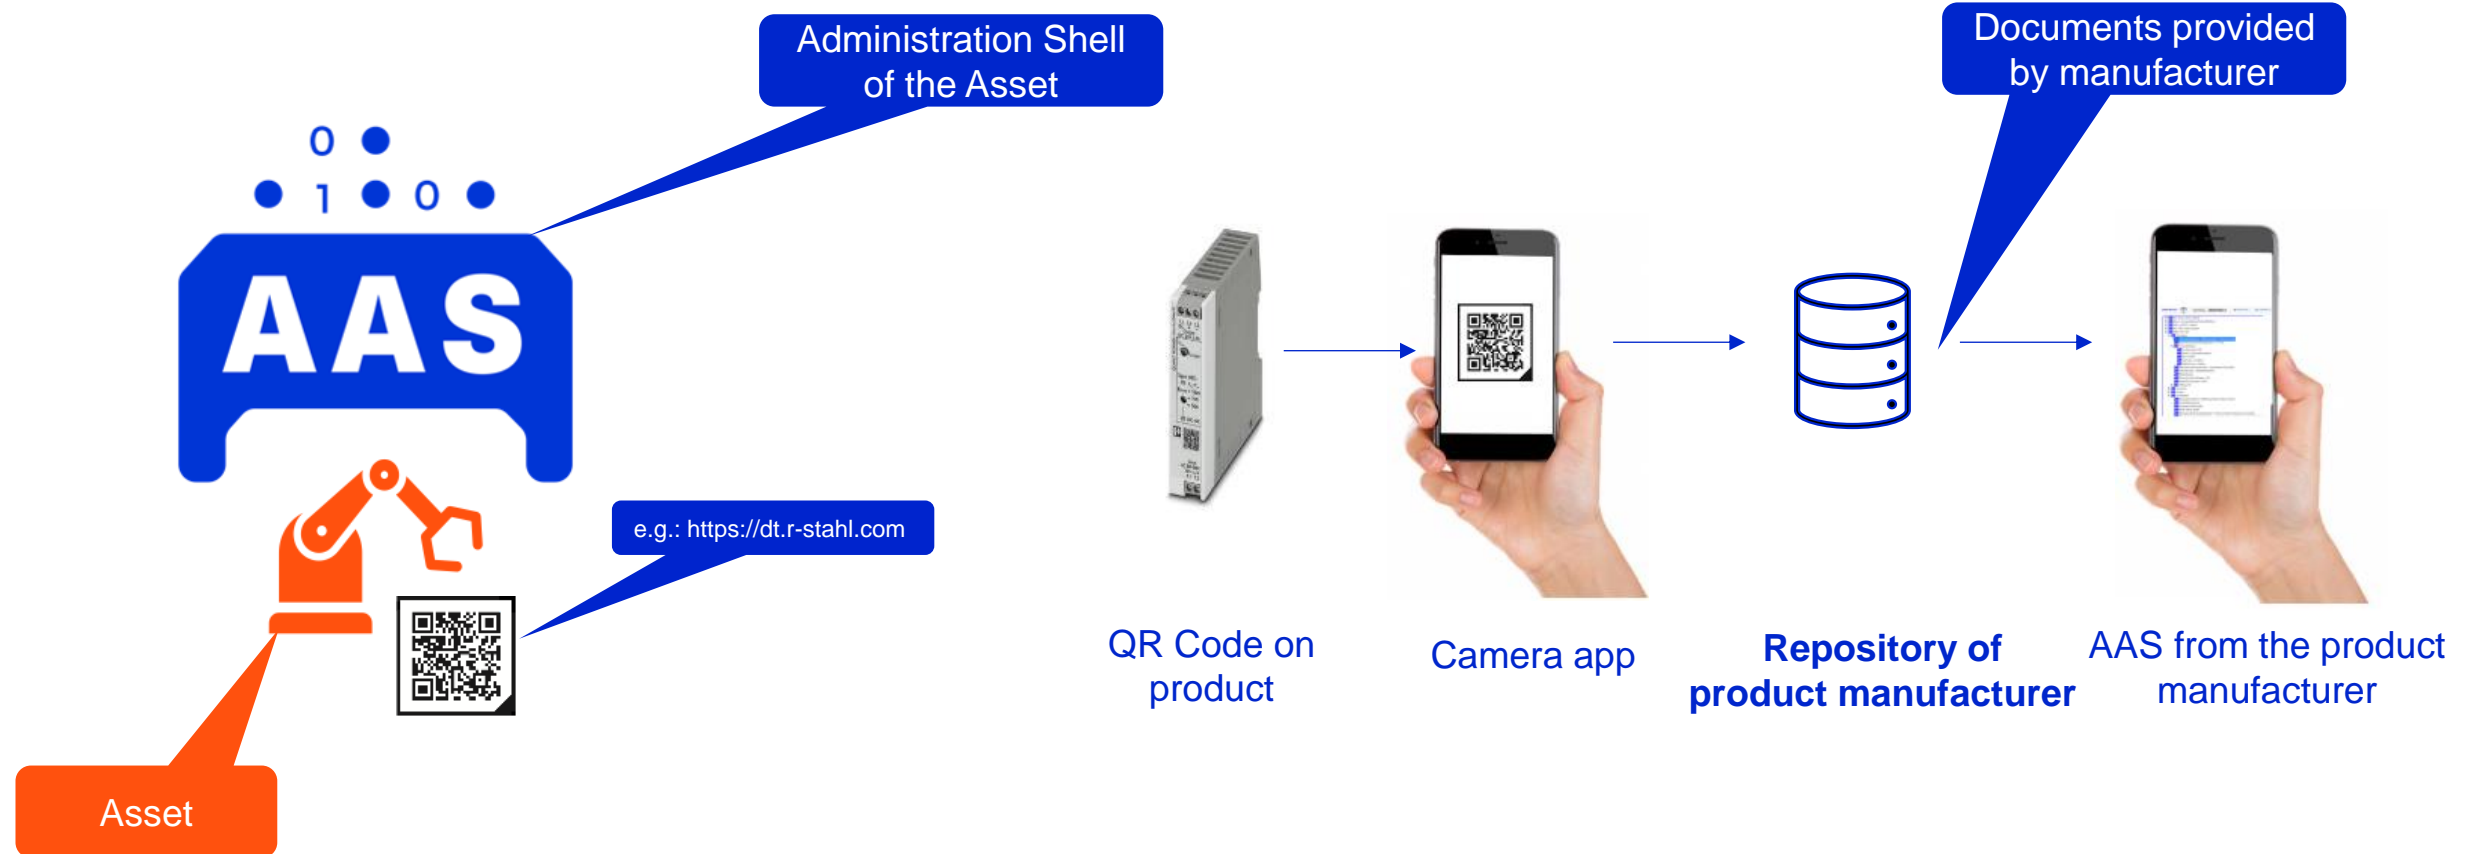 Administration Shell
of the Asset
Documents provided
by manufacturer
0
1 0
AAS
e.g.: https://dt.r-stahl.com
QR Code on
product
Camera app
Repository of
product manufacturer
AAS from the product
manufacturer
Asset